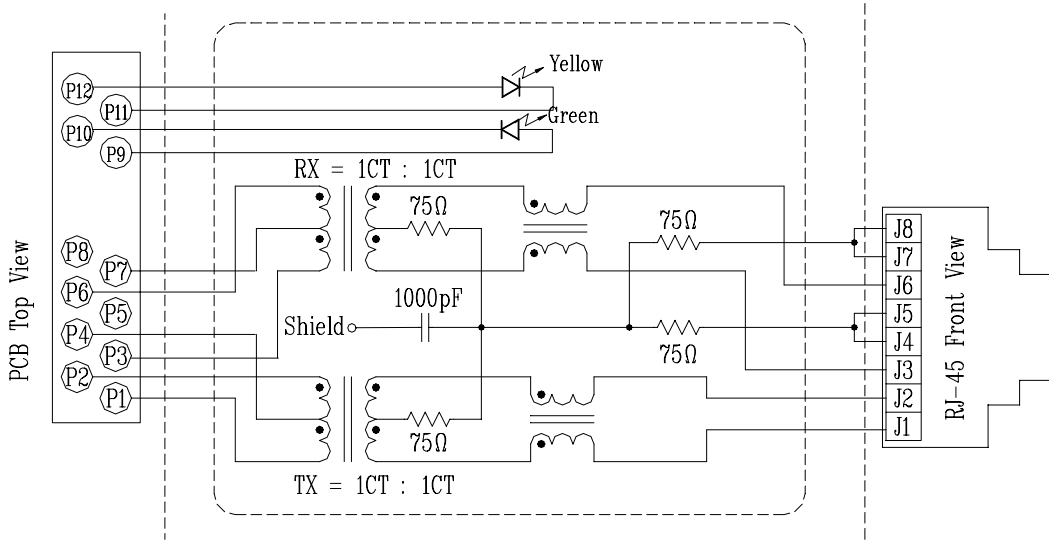 Yellow
P12
P11
Green
P10
P9
RX = 1CT : 1CT
75Ω
75Ω
J8
P8
J7
P7
J6
P6
1000pF
P5
J5
Shield
P4
J4
75Ω
P3
J3
P2
J2
P1
J1
75Ω
TX = 1CT : 1CT
PCB Top View
RJ-45 Front View